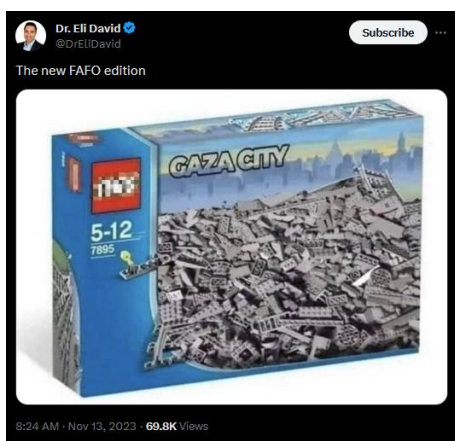 Dr. Eli David
@DrEliDavid
Subscribe
The new FAFO edition
GAZA CITY
5-12
7895
8:24 AM · Nov 13, 2023 · 69.8K Views